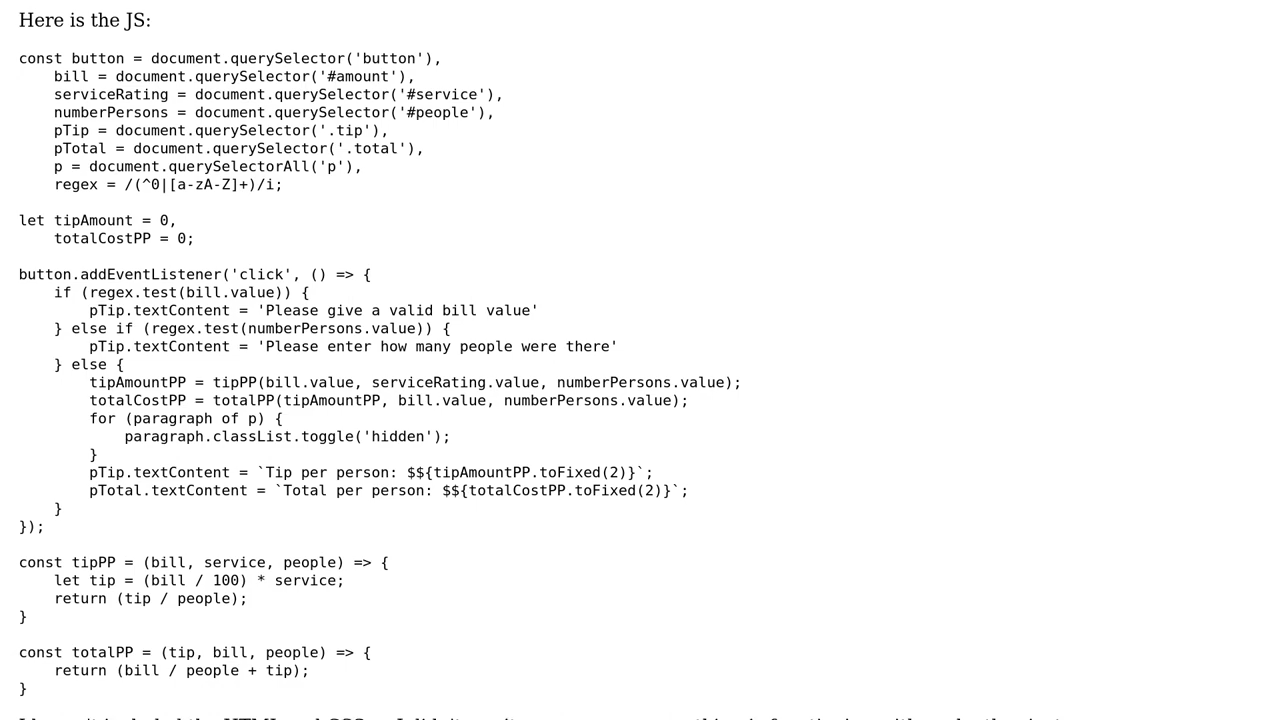 Here is the JS:
const button = document.querySelector('button'),
    bill = document.querySelector('#amount'),
    serviceRating = document.querySelector('#service'),
    numberPersons = document.querySelector('#people'),
    pTip = document.querySelector('.tip'),
    pTotal = document.querySelector('.total'),
    p = document.querySelectorAll('p'),
    regex = /(^0|[a-zA-Z]+)/i;
let tipAmount = 0,
    totalCostPP = 0;
button.addEventListener('click', () => {
    if (regex.test(bill.value)) {
        pTip.textContent = 'Please give a valid bill value'
    } else if (regex.test(numberPersons.value)) {
        pTip.textContent = 'Please enter how many people were there'
    } else {
        tipAmountPP = tipPP(bill.value, serviceRating.value, numberPersons.value);
        totalCostPP = totalPP(tipAmountPP, bill.value, numberPersons.value);
        for (paragraph of p) {
            paragraph.classList.toggle('hidden');
        }
        pTip.textContent = `Tip per person: $${tipAmountPP.toFixed(2)}`;
        pTotal.textContent = `Total per person: $${totalCostPP.toFixed(2)}`;
    }
});
const tipPP = (bill, service, people) => {
    let tip = (bill / 100) * service;
    return (tip / people);
}
const totalPP = (tip, bill, people) => {
    return (bill / people + tip);
}